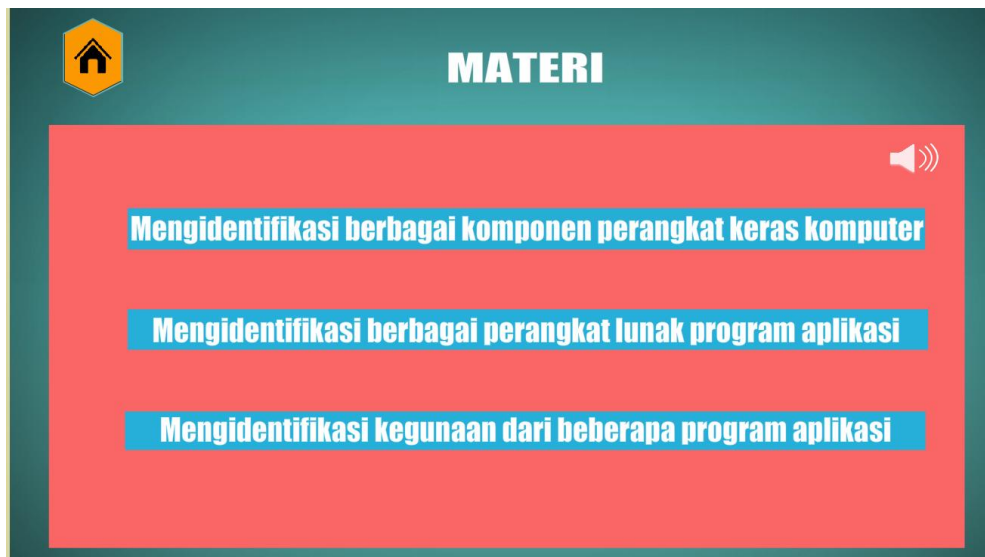 MATERI
Mengidentifikasi berbagai komponen perangkat keras komputer
Mengidentifikasi berbagai perangkat lunak program aplikasi
Mengidentifikasi kegunaan dari beberapa program aplikasi